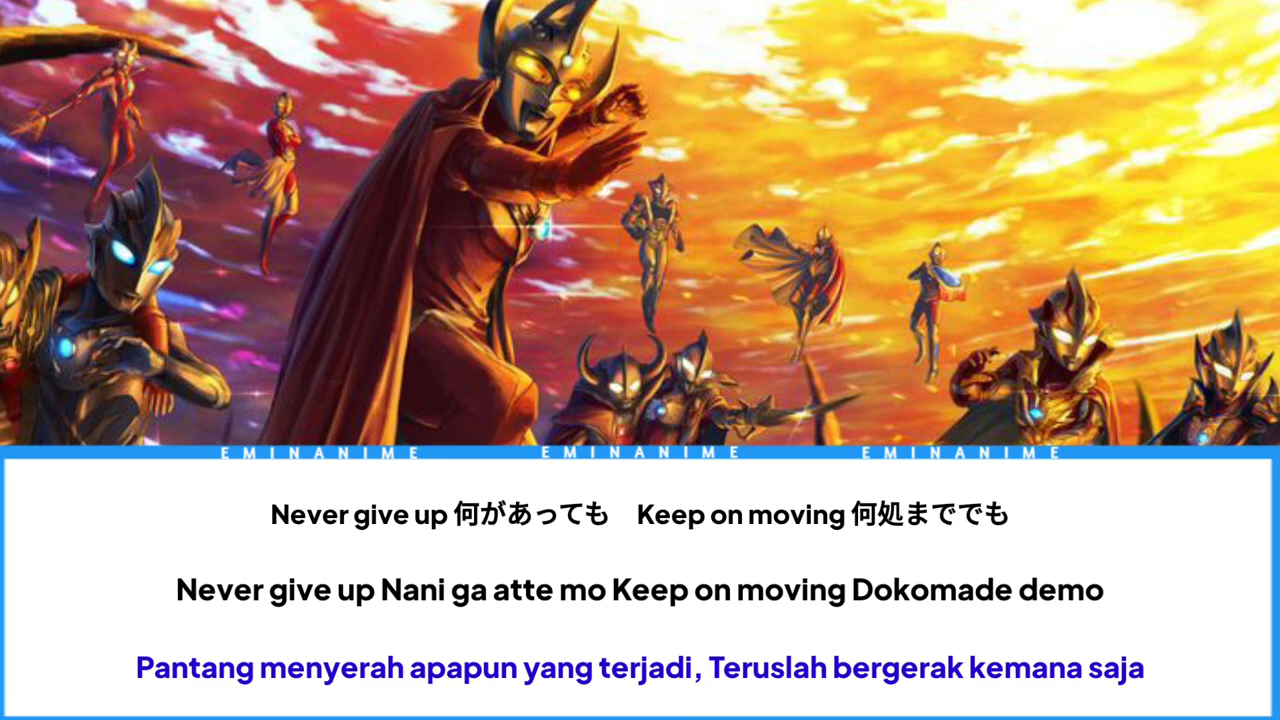 EMINANIME EMINANIME EMINANIME
Never give up 何があっても　Keep on moving 何処まででも
Never give up Nani ga atte mo Keep on moving Dokomade demo
Pantang menyerah apapun yang terjadi, Teruslah bergerak kemana saja